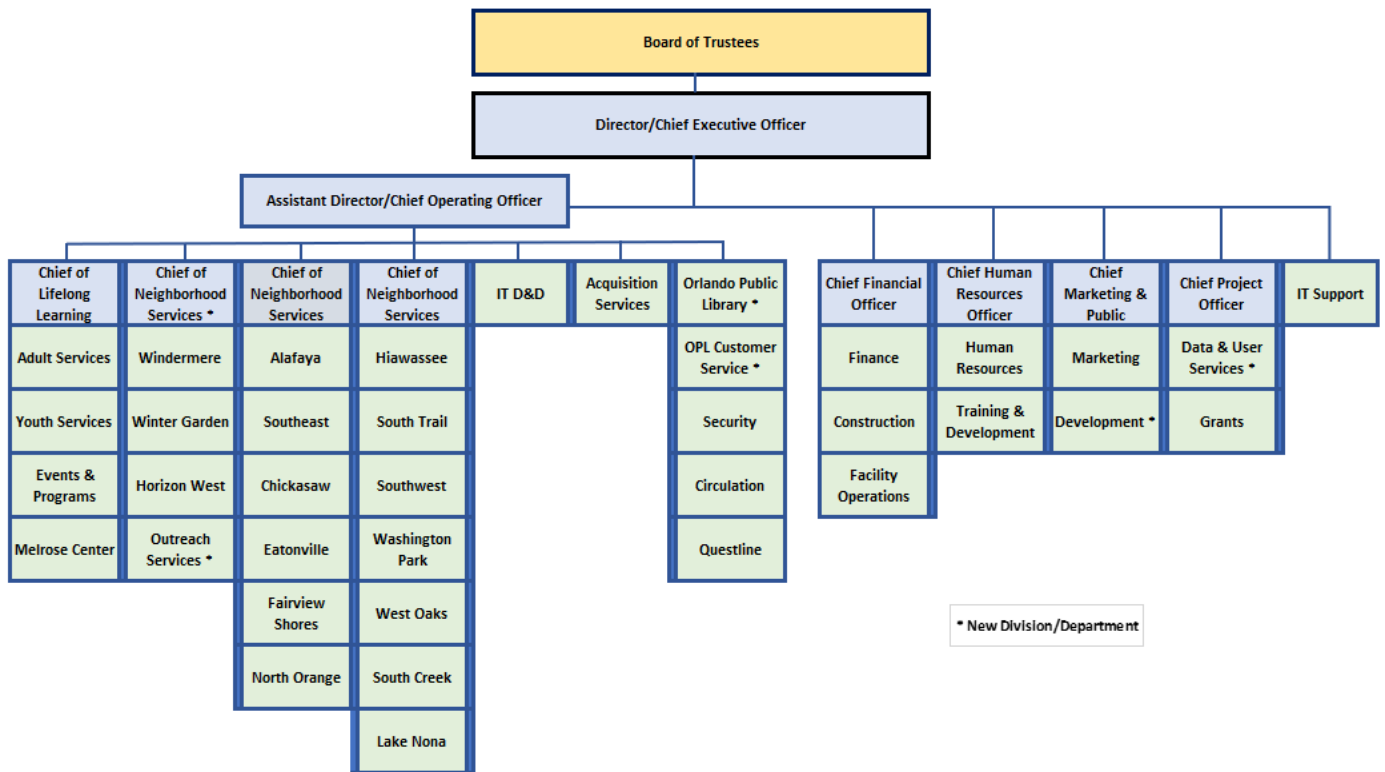 Board of Trustees
Director/Chief Executive Officer
Assistant Director/Chief Operating Officer
Chief of
Lifelong
Learning
Adult Services
Youth Services
Events &
Programs
Melrose Center
Chief of
Neighborhood
Services *
Windermere
Winter Garden
Horizon West
Outreach
Services *
Chief of
Neighborhood
Services
Alafaya
Southeast
Chickasaw
Eatonville
Fairview
Shores
North Orange
Chief of
Neighborhood
Services
Hiawassee
South Trail
Southwest
Washington
Park
West Oaks
South Creek
Lake Nona
IT D&D
Acquisition
Services
Orlando Public
Library *
OPL Customer
Service *
Security
Circulation
Questline
Chief Financial
Officer
Finance
Construction
Facility
Operations
Chief Human
Resources
Officer
Human
Resources
Training &
Development
Chief
Marketing &
Public
Marketing
Development *
Chief Project
Officer
Data & User
Services *
Grants
IT Support
* New Division/Department